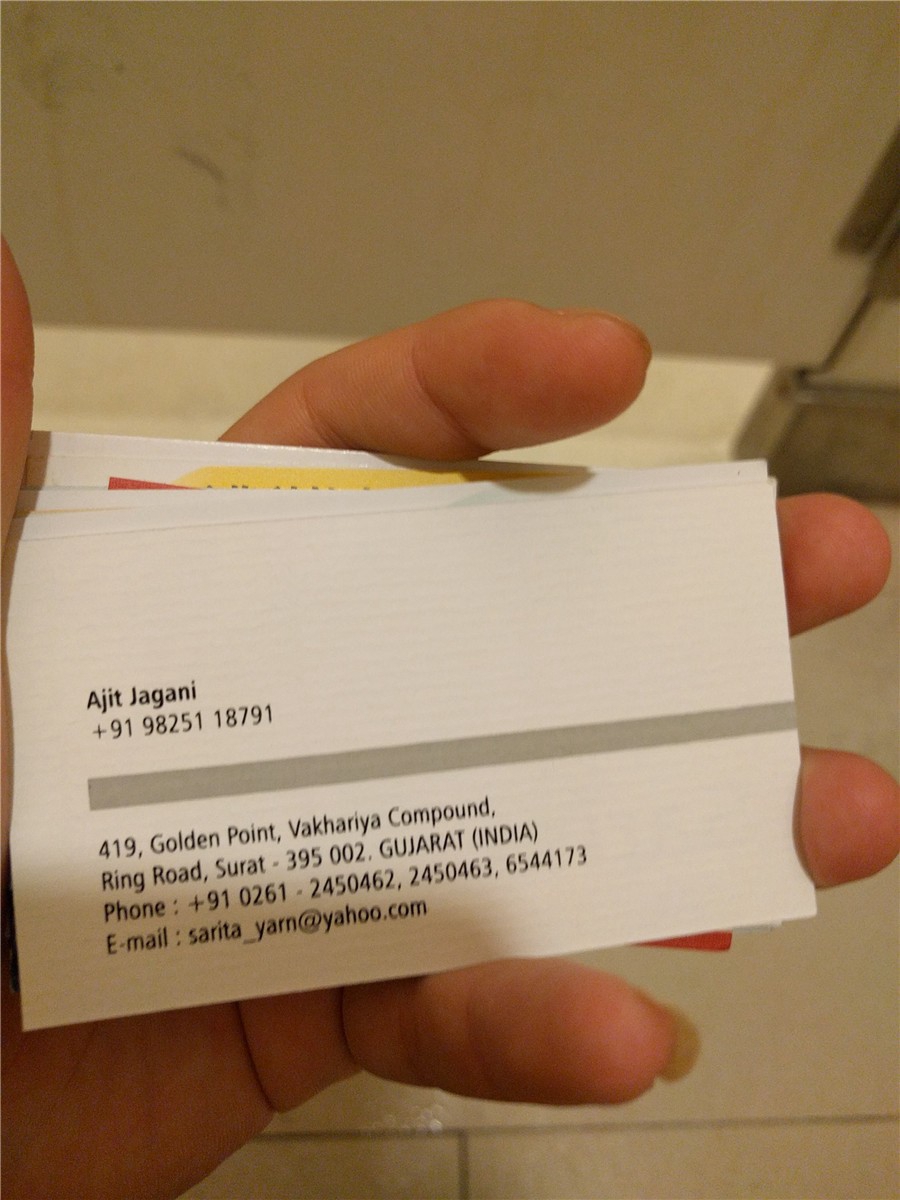 Ajit Jagani
+91 98251 18791
419, Golden Point, Vakhariya Compound,
Ring Road, Surat - 395 002. GUJARAT (INDIA)
Phone : +91 0261 - 2450462, 2450463, 6544173
E-mail : sarita_yarn@yahoo.com